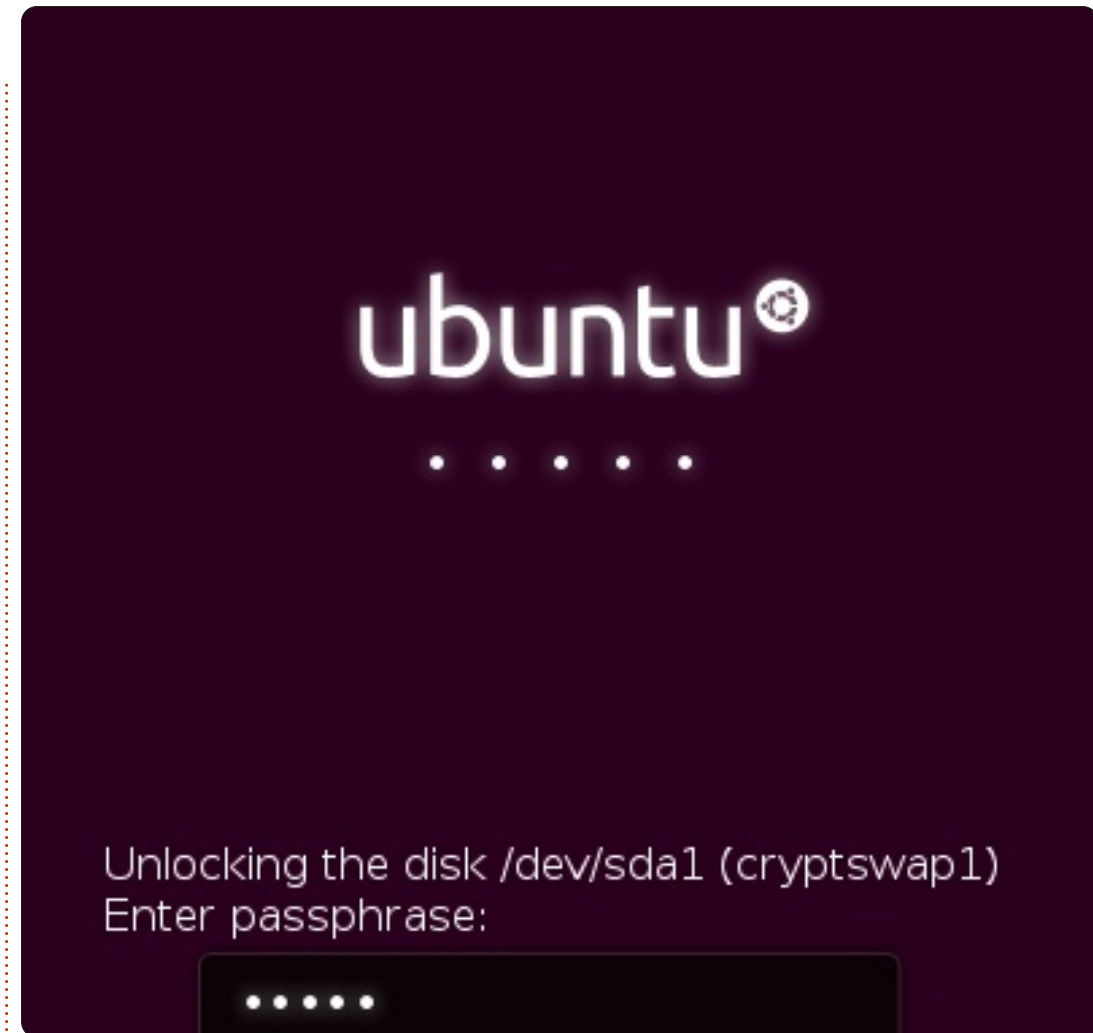 ubuntu
Unlocking the disk /dev/sda1 (cryptswap1)
Enter passphrase: